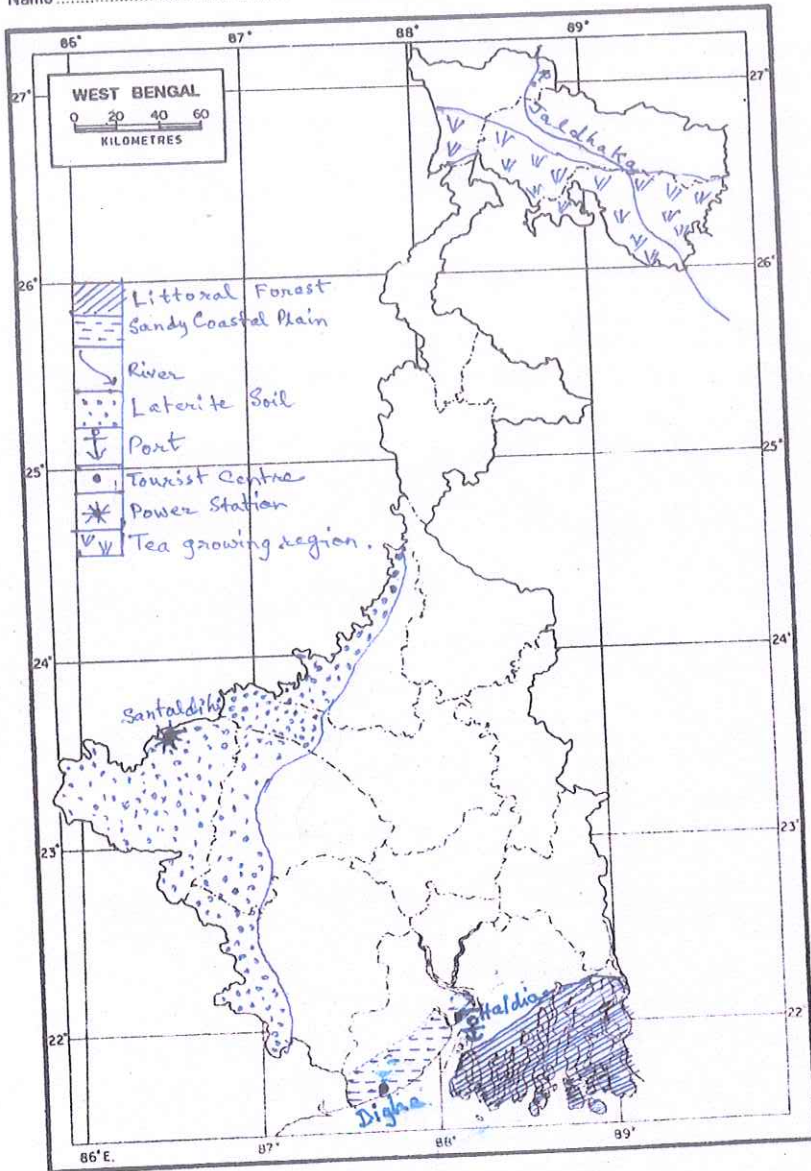 Name ..........
86° 87° 88° 89°
27° 27°
WEST BENGAL
0 20 40 60
KILOMETRES
Jaldhaka
26° 26°
Littoral Forest
Sandy Coastal Plain
River
Laterite Soil
Port
Tourist Centre
Power Station
Tea growing region.
25° 25°
24° 24°
Santaldihi
23° 23°
Haldia
22° 22°
Digha
86° E. 87° 88° 89°